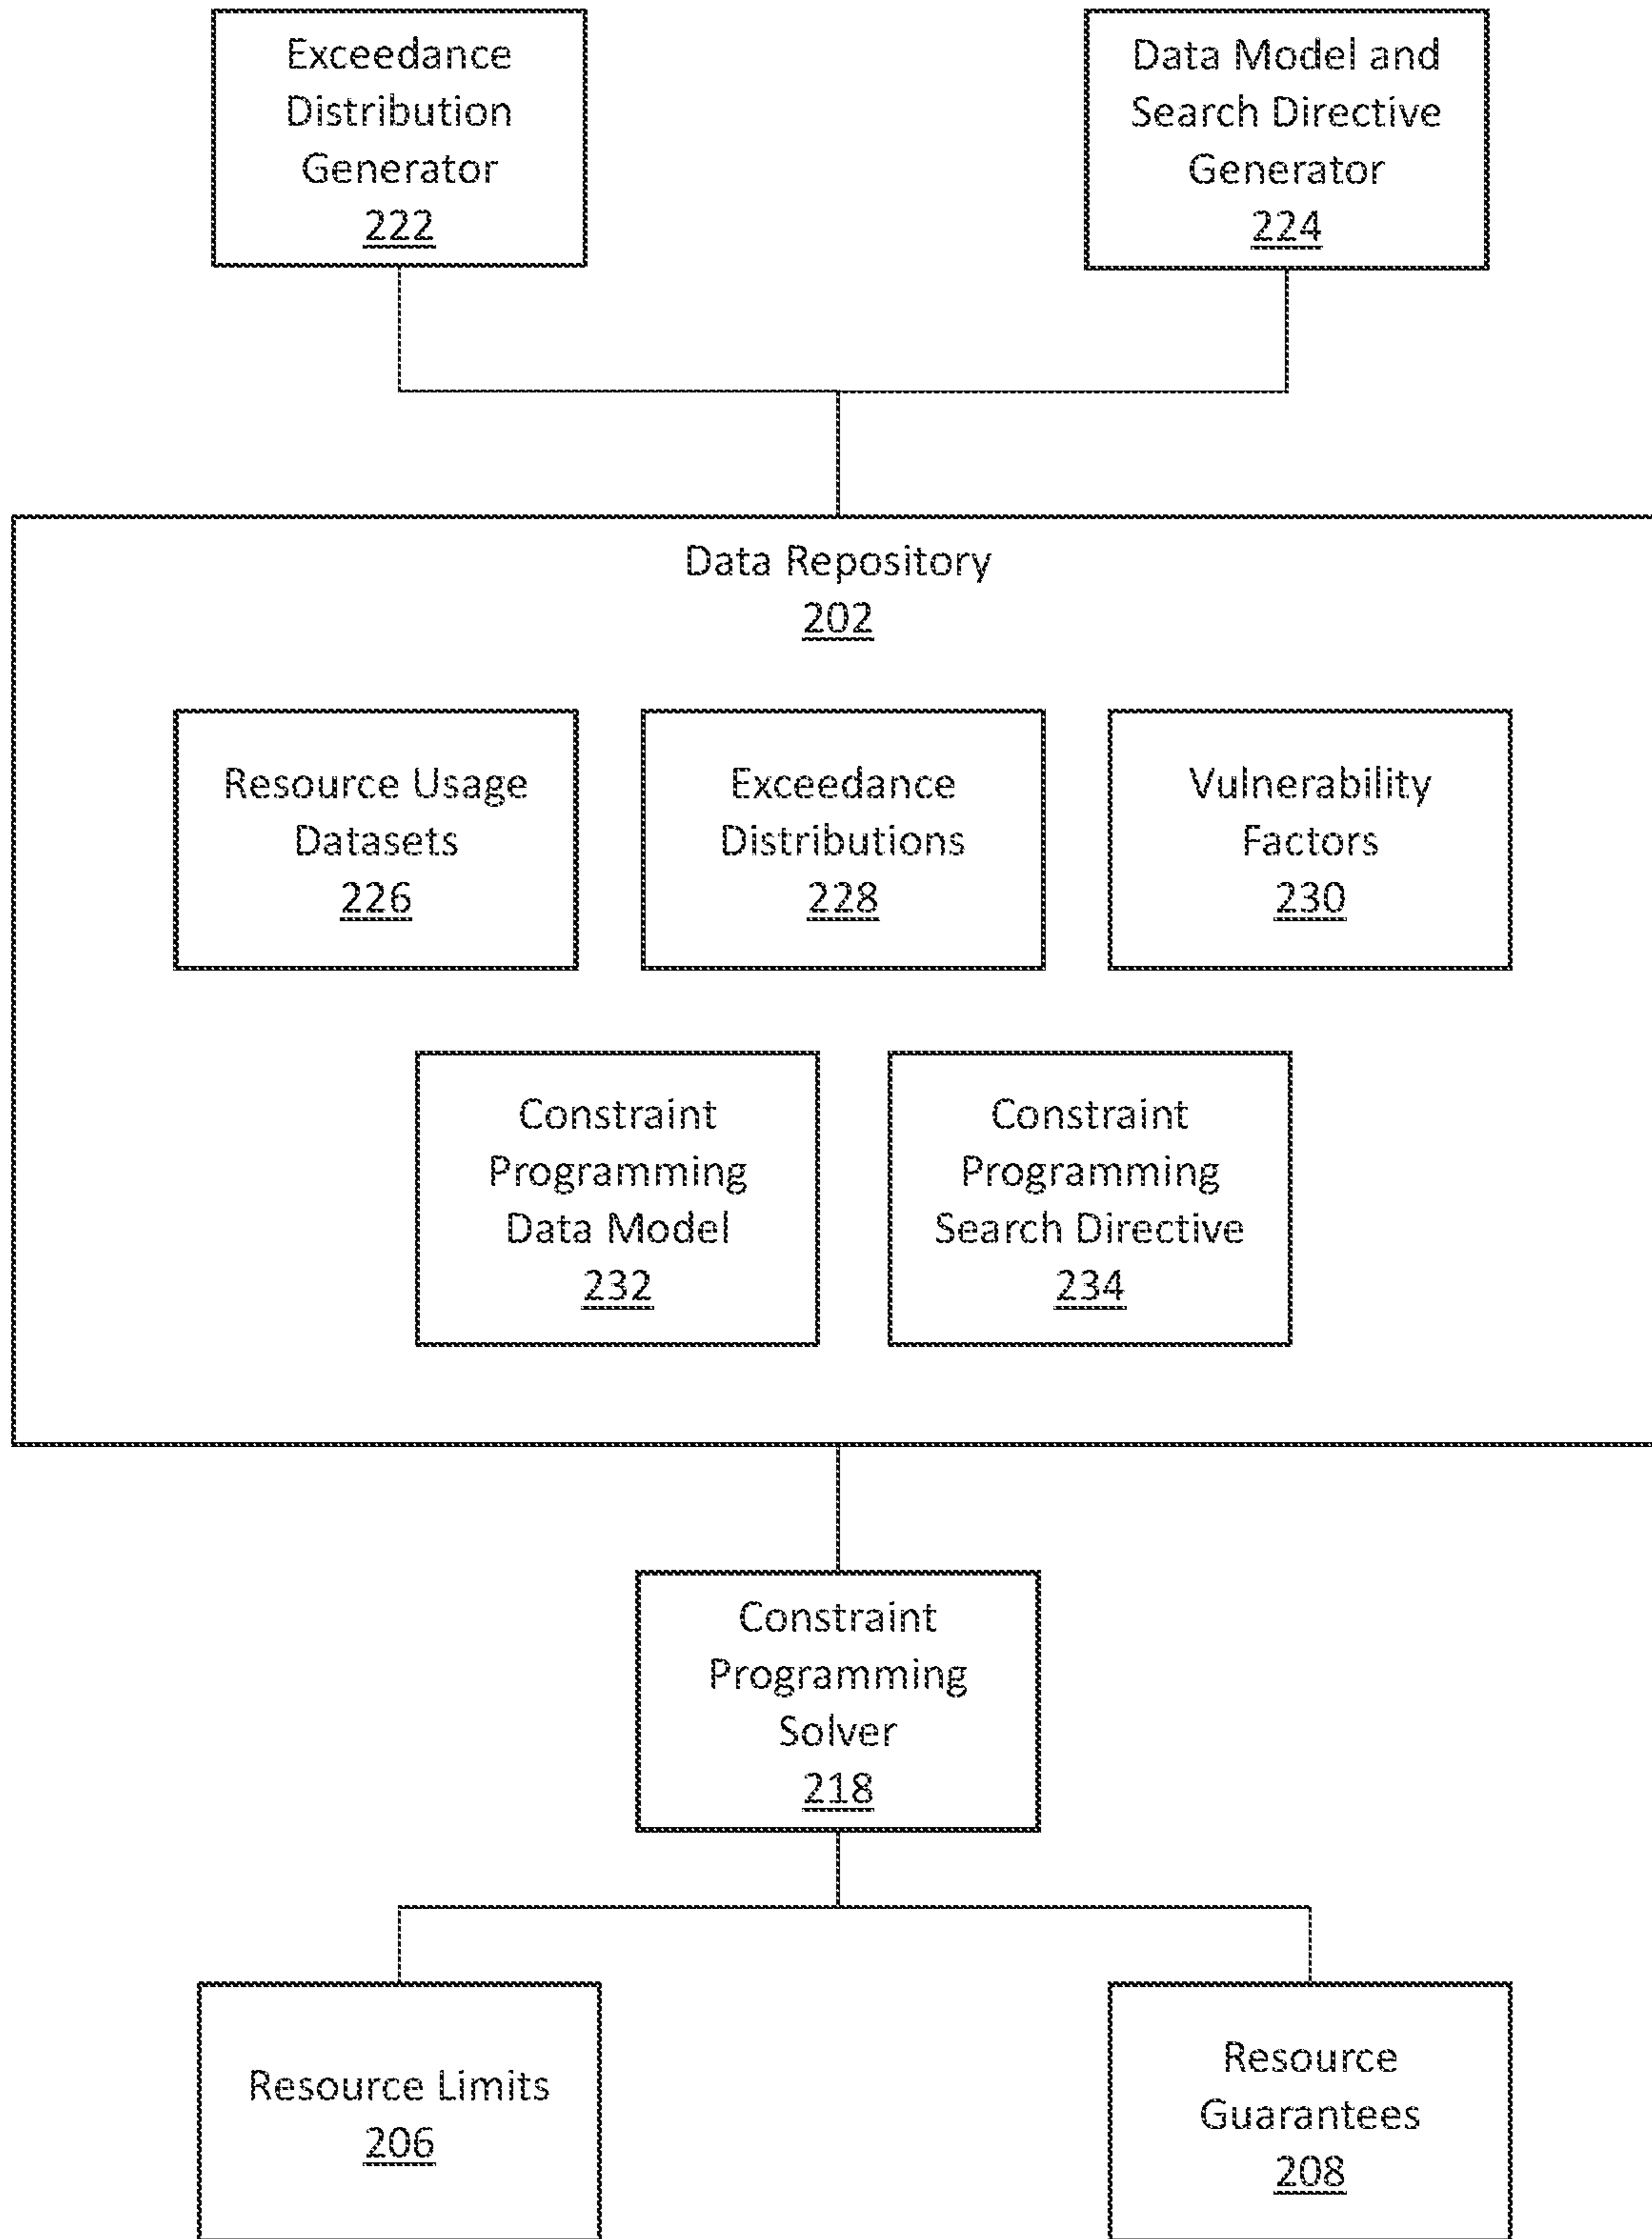 Exceedance
Distribution
Generator
222
Data Model and
Search Directive
Generator
224
Data Repository
202
Resource Usage
Datasets
226
Exceedance
Distributions
228
Vulnerability
Factors
230
Constraint
Programming
Data Model
232
Constraint
Programming
Search Directive
234
Constraint
Programming
Solver
218
Resource Limits
206
Resource
Guarantees
208